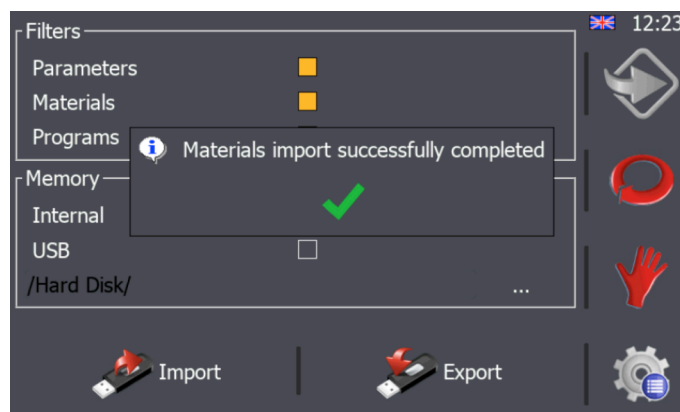 Filters
12:23
Parameters
Materials
Programs
Materials import successfully completed
Memory
Internal
USB
/Hard Disk/
...
Import
Export